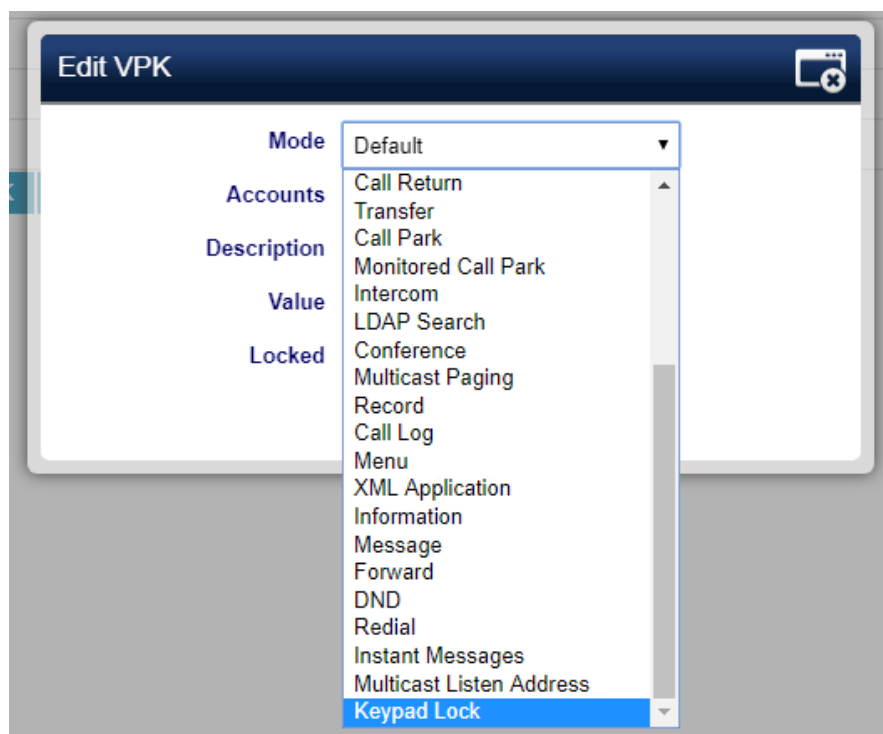 Edit VPK
Mode
Default
Accounts
Description
Value
Locked
Call Return
Transfer
Call Park
Monitored Call Park
Intercom
LDAP Search
Conference
Multicast Paging
Record
Call Log
Menu
XML Application
Information
Message
Forward
DND
Redial
Instant Messages
Multicast Listen Address
Keypad Lock